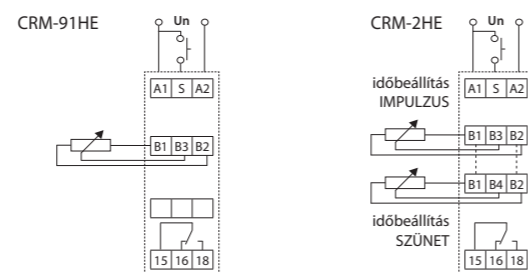 CRM-91HE
Un
A1 S A2
B1 B3 B2
15 16 18
CRM-2HE
Un
időbeállítás
IMPULZUS
A1 S A2
B1 B3 B2
B1 B4 B2
időbeállítás
SZÜNET
15 16 18